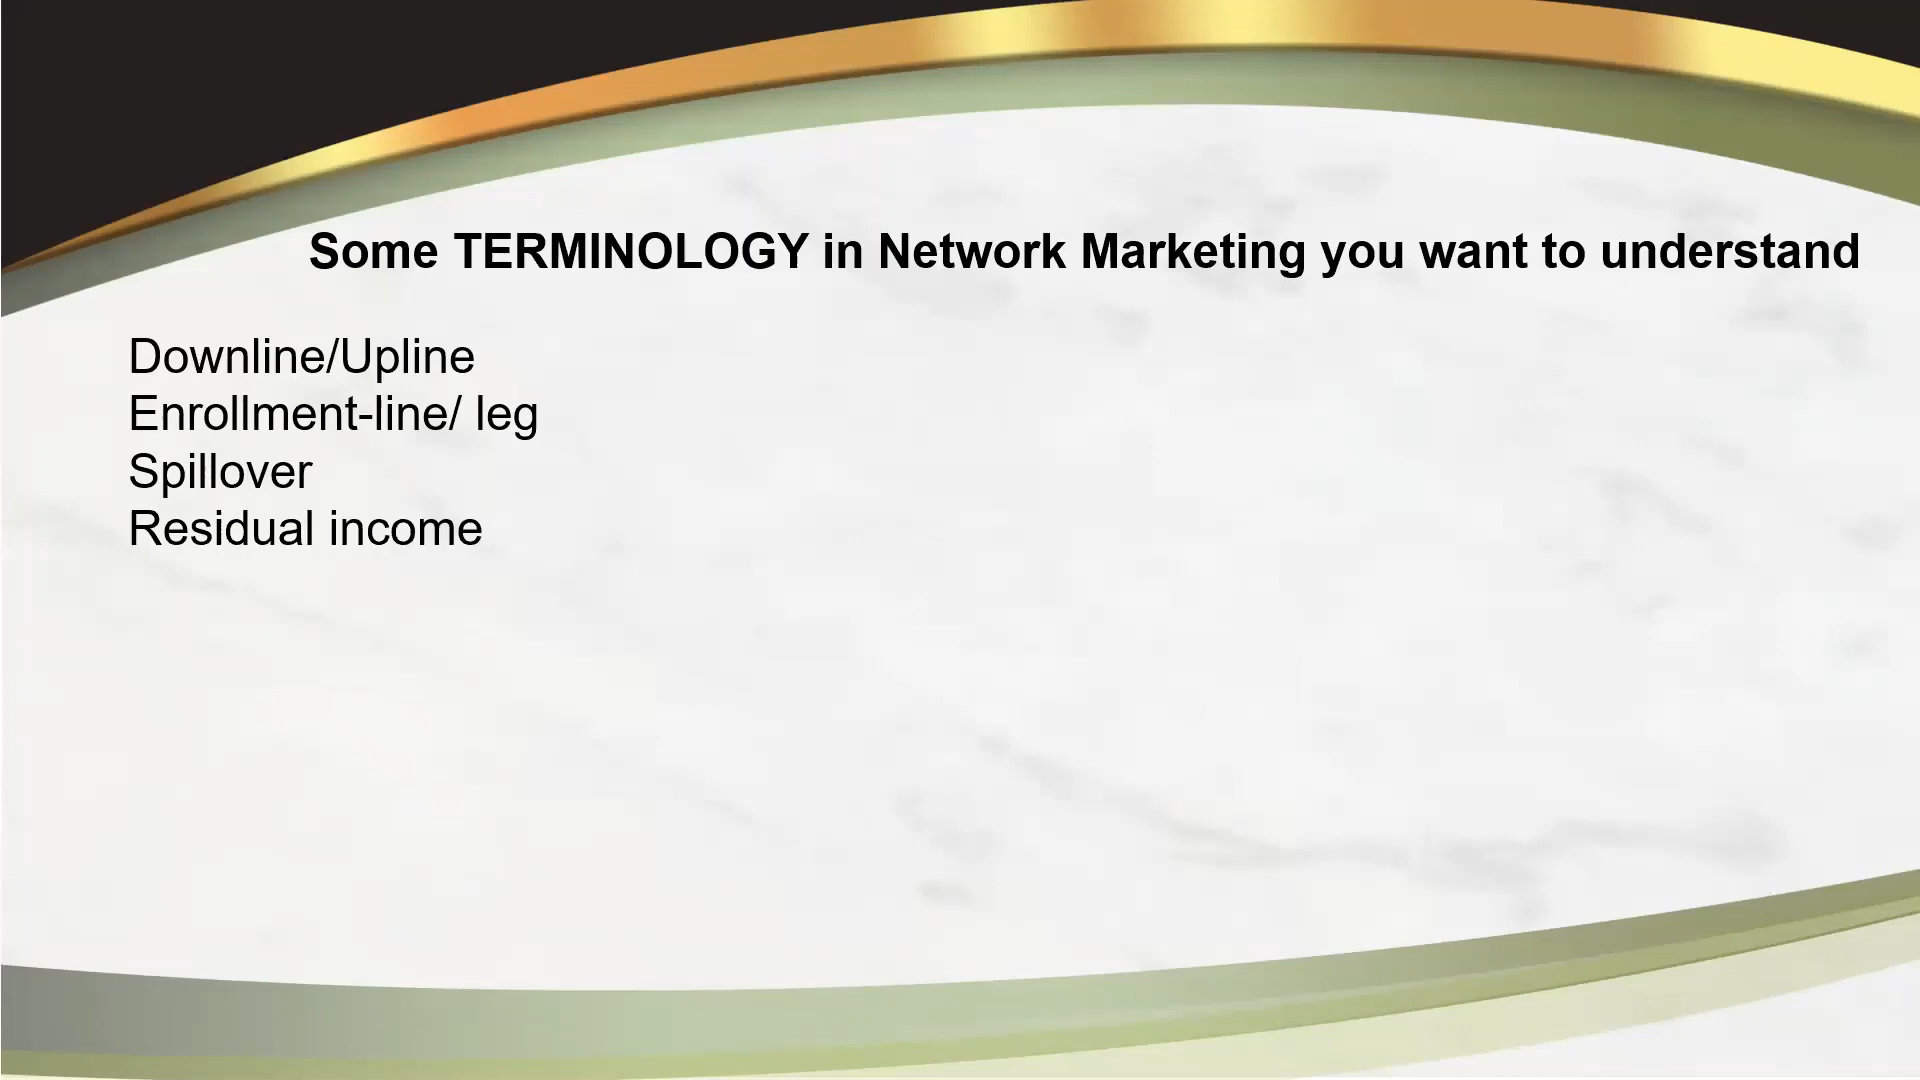 Some TERMINOLOGY in Network Marketing you want to understand
Downline/Upline
Enrollment-line/ leg
Spillover
Residual income